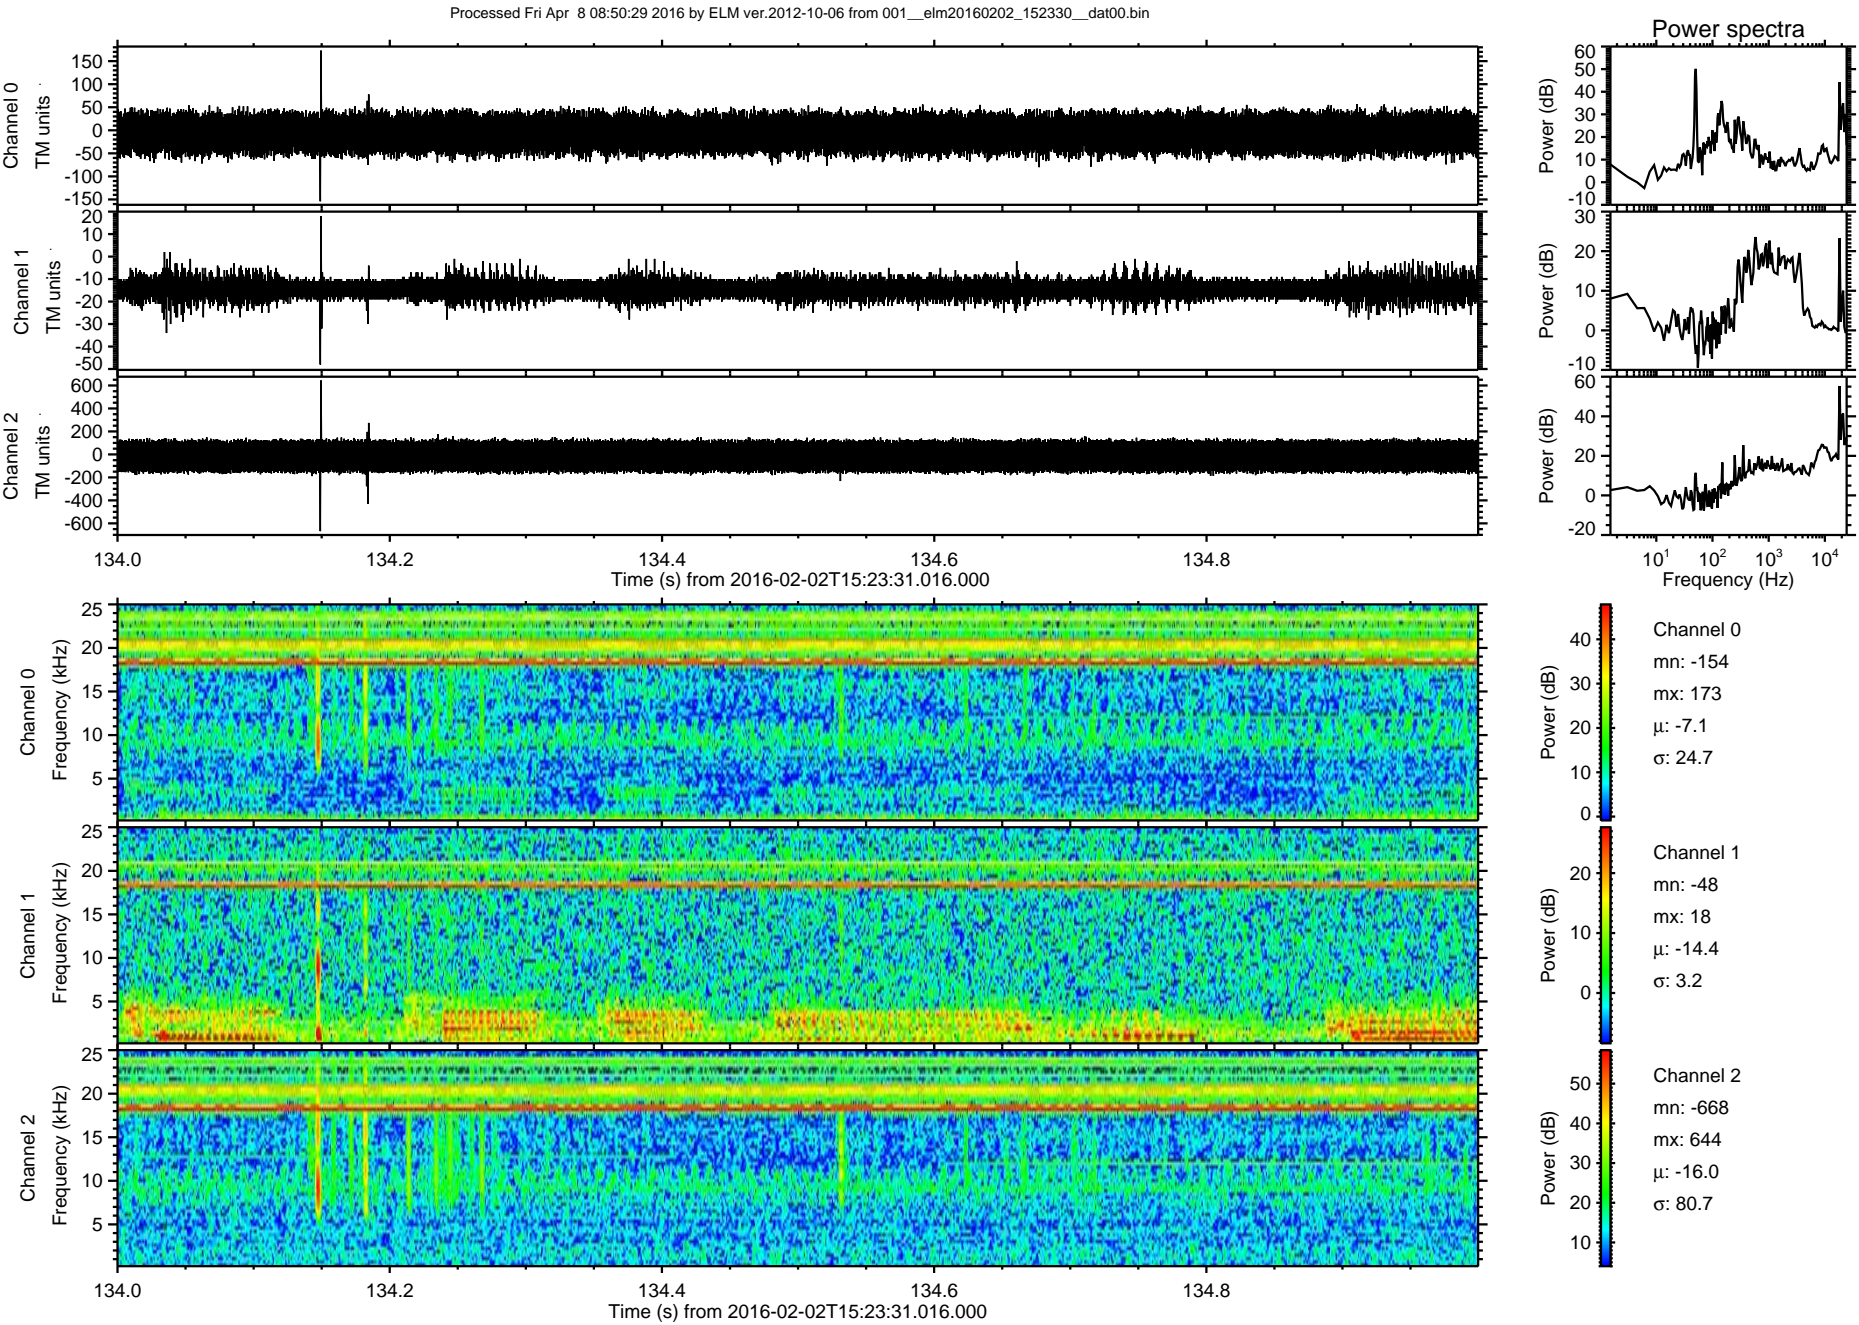 Processed Fri Apr  8 08:50:29 2016 by ELM ver.2012-10-06 from 001__elm20160202_152330__dat00.bin
Power spectra
Channel 0
TM units
150
100
50
0
-50
-100
-150
Power (dB)
60
50
40
30
20
10
0
-10
Channel 1
TM units
20
10
0
-10
-20
-30
-40
-50
Power (dB)
30
20
10
0
-10
Channel 2
TM units
600
400
200
0
-200
-400
-600
Power (dB)
60
40
20
0
-20
134.0 134.2 134.4 134.6 134.8
Time (s) from 2016-02-02T15:23:31.016.000
10¹ 10² 10³ 10⁴
Frequency (Hz)
Channel 0
Frequency (kHz)
25
20
15
10
5
Power (dB)
40
30
20
10
0
Channel 0
mn: -154
mx: 173
μ: -7.1
σ: 24.7
Channel 1
Frequency (kHz)
25
20
15
10
5
Power (dB)
20
10
0
Channel 1
mn: -48
mx: 18
μ: -14.4
σ: 3.2
Channel 2
Frequency (kHz)
25
20
15
10
5
Power (dB)
50
40
30
20
10
Channel 2
mn: -668
mx: 644
μ: -16.0
σ: 80.7
134.0 134.2 134.4 134.6 134.8
Time (s) from 2016-02-02T15:23:31.016.000